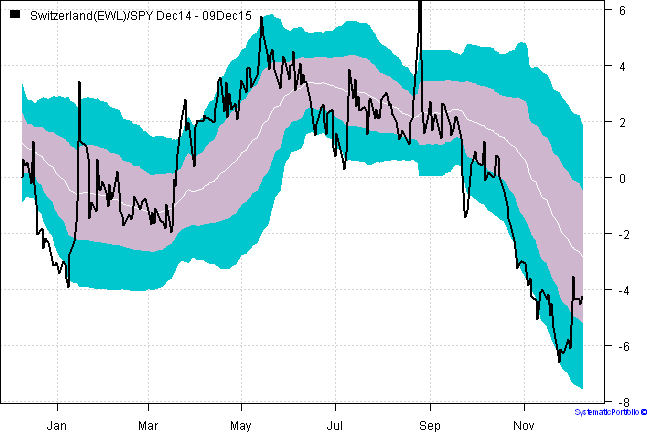 Switzerland(EWL)/SPY Dec14 - 09Dec15
6
4
2
0
-2
-4
-6
-8
Jan Mar May Jul Sep Nov
SystematicPortfolio ©